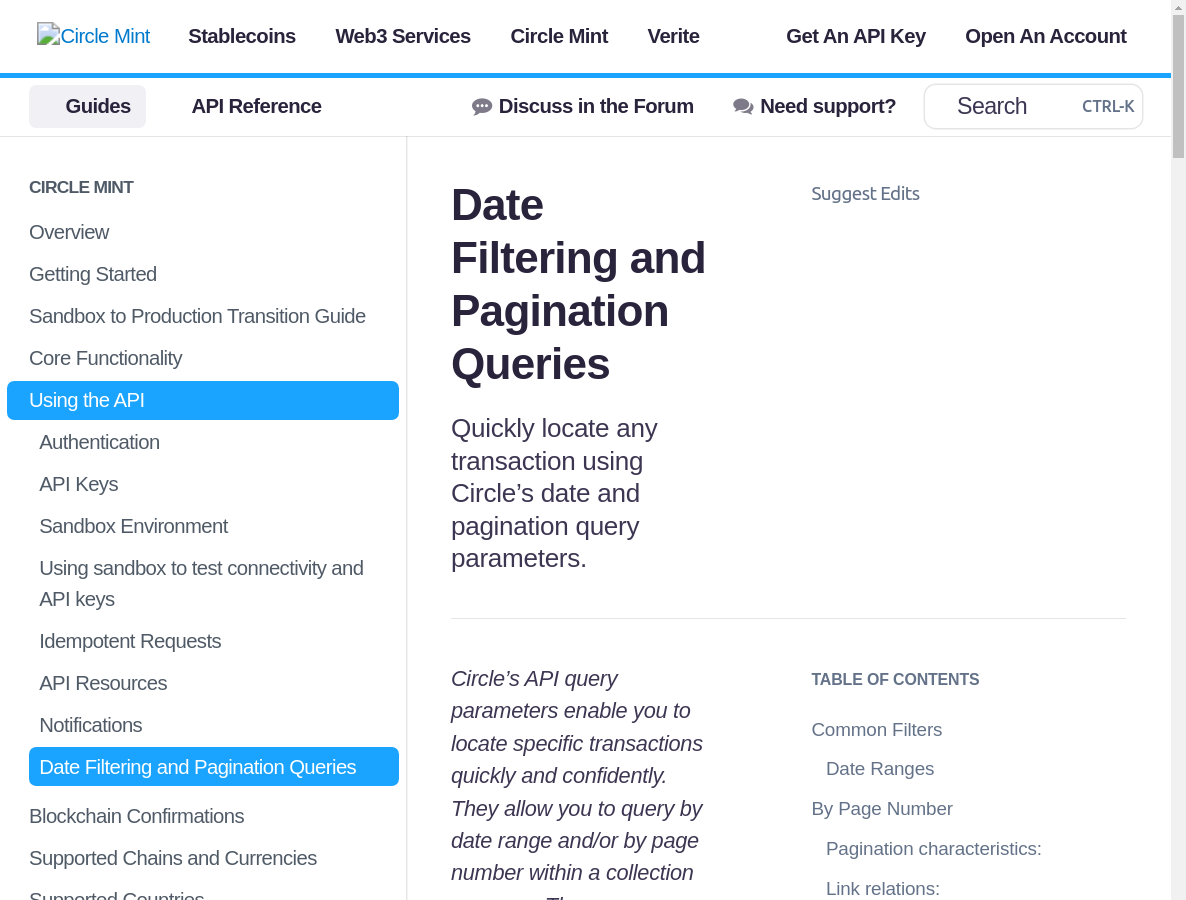 Circle Mint Stablecoins Web3 Services Circle Mint Verite Get An API Key Open An Account
Guides API Reference Discuss in the Forum Need support? Search CTRL-K
CIRCLE MINT
Overview
Getting Started
Sandbox to Production Transition Guide
Core Functionality
Using the API
Authentication
API Keys
Sandbox Environment
Using sandbox to test connectivity and
API keys
Idempotent Requests
API Resources
Notifications
Date Filtering and Pagination Queries
Blockchain Confirmations
Supported Chains and Currencies
Supported Countries
Date
Filtering and
Pagination
Queries
Suggest Edits
Quickly locate any
transaction using
Circle’s date and
pagination query
parameters.
Circle’s API query
parameters enable you to
locate specific transactions
quickly and confidently.
They allow you to query by
date range and/or by page
number within a collection
TABLE OF CONTENTS
Common Filters
Date Ranges
By Page Number
Pagination characteristics:
Link relations: